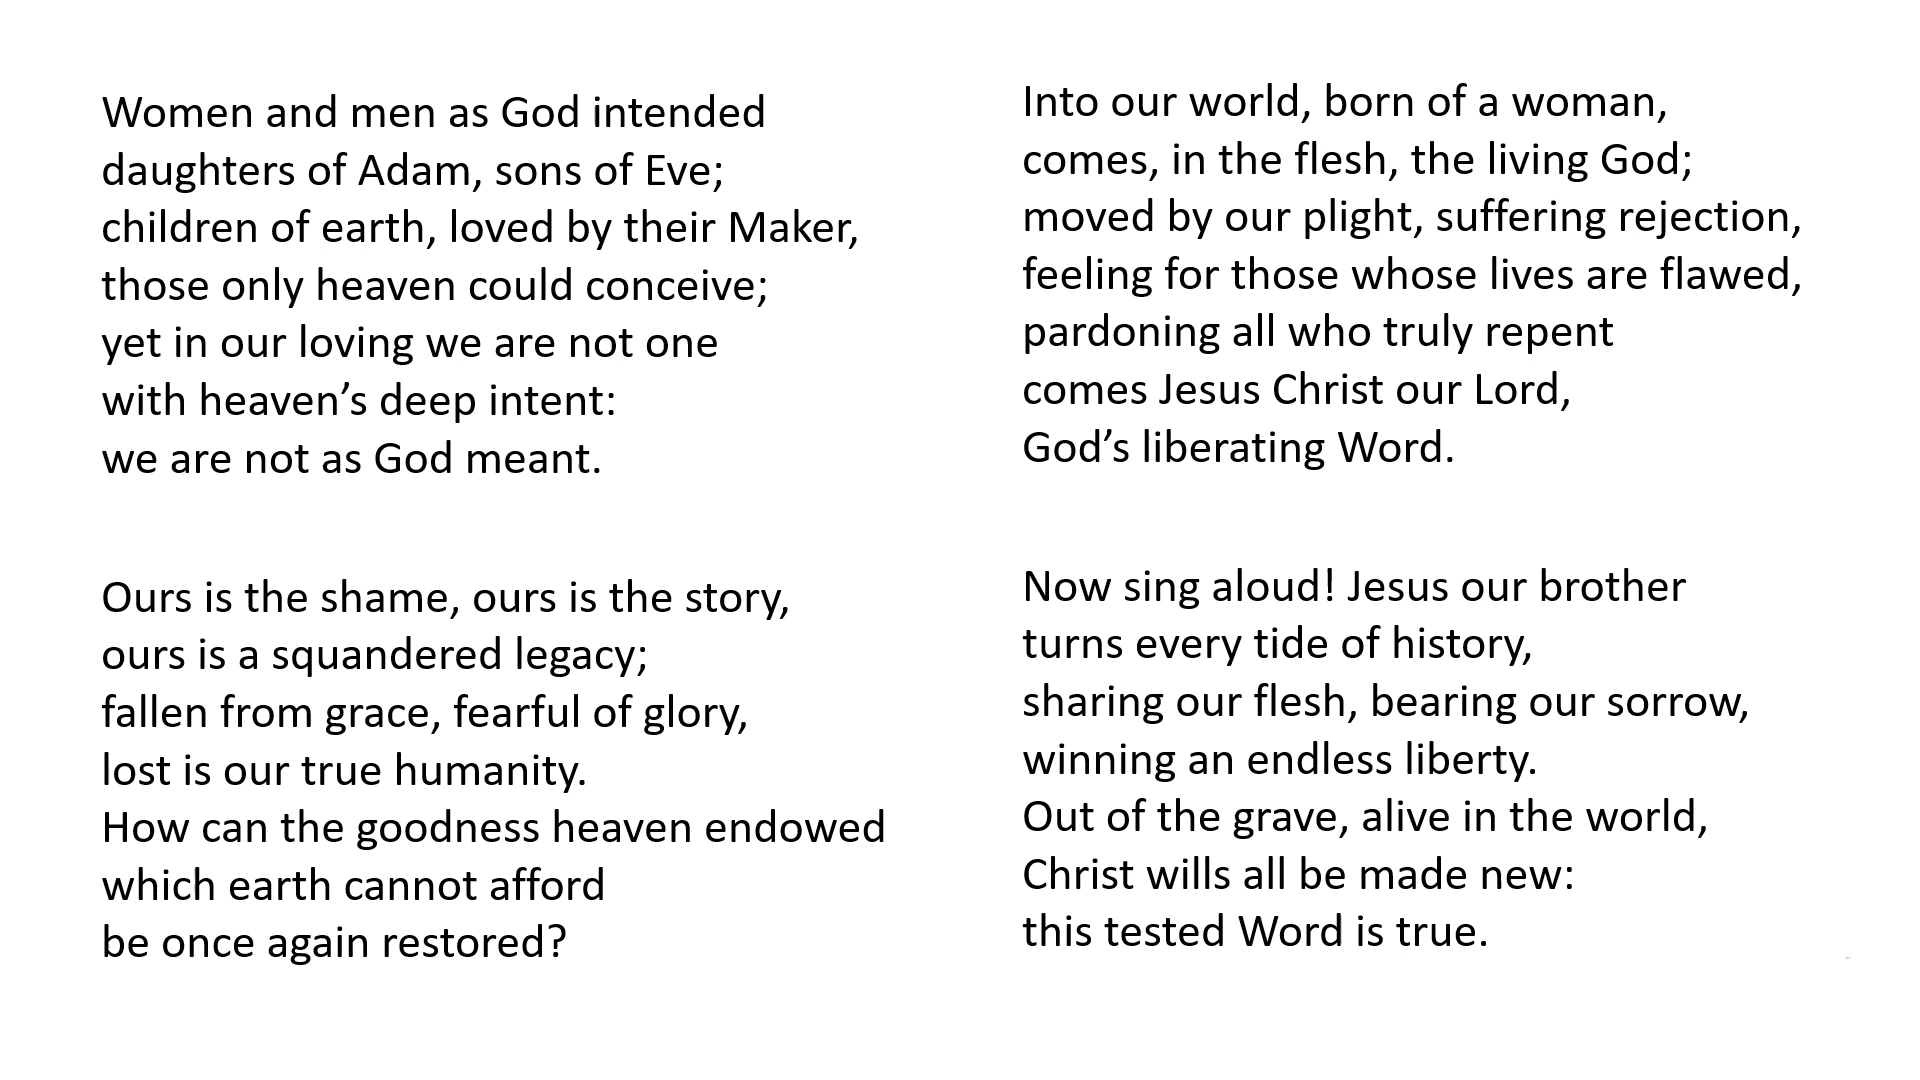 Women and men as God intended
daughters of Adam, sons of Eve;
children of earth, loved by their Maker,
those only heaven could conceive;
yet in our loving we are not one
with heaven’s deep intent:
we are not as God meant.
Ours is the shame, ours is the story,
ours is a squandered legacy;
fallen from grace, fearful of glory,
lost is our true humanity.
How can the goodness heaven endowed
which earth cannot afford
be once again restored?
Into our world, born of a woman,
comes, in the flesh, the living God;
moved by our plight, suffering rejection,
feeling for those whose lives are flawed,
pardoning all who truly repent
comes Jesus Christ our Lord,
God’s liberating Word.
Now sing aloud! Jesus our brother
turns every tide of history,
sharing our flesh, bearing our sorrow,
winning an endless liberty.
Out of the grave, alive in the world,
Christ wills all be made new:
this tested Word is true.